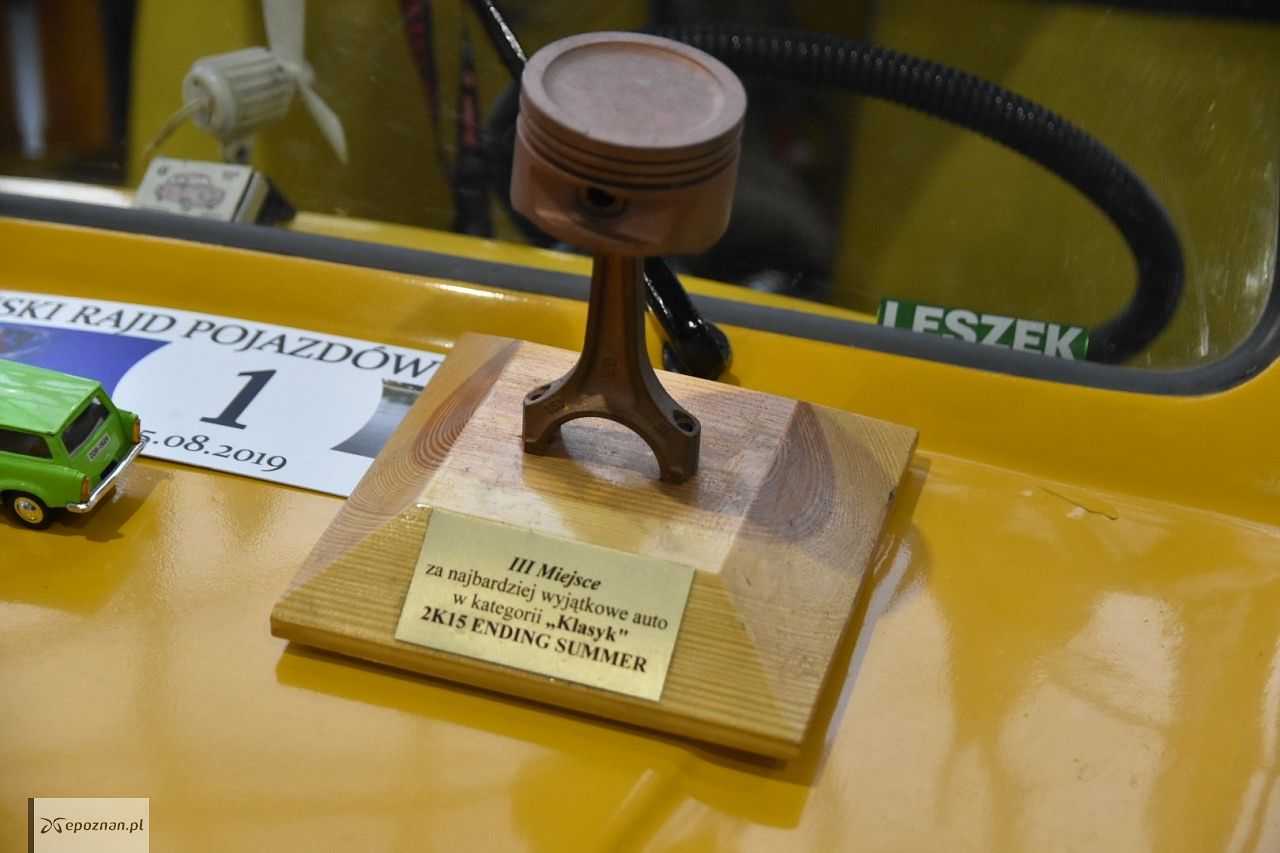 SKI RAJD POJAZDÓW
1
5.08.2019
LESZEK
III Miejsce
za najbardziej wyjątkowe auto
w kategorii „Klasyk"
2K15 ENDING SUMMER
epoznan.pl